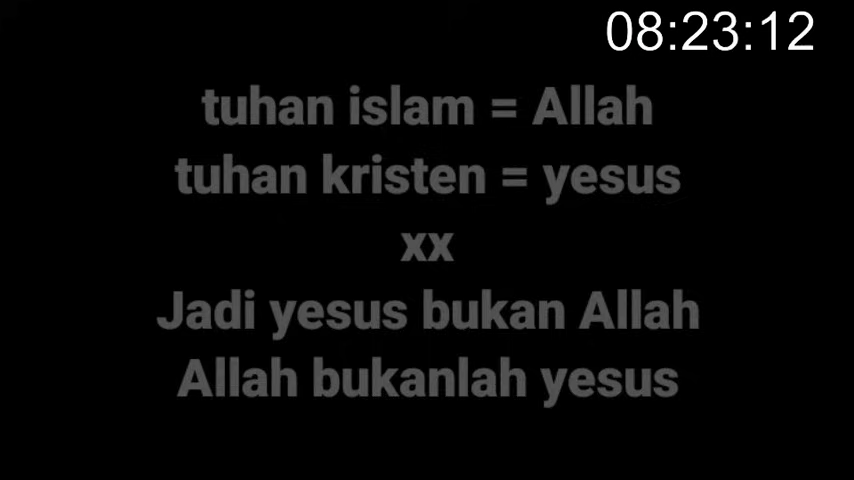 08:23:12
tuhan islam = Allah
tuhan kristen = yesus
xx
Jadi yesus bukan Allah
Allah bukanlah yesus